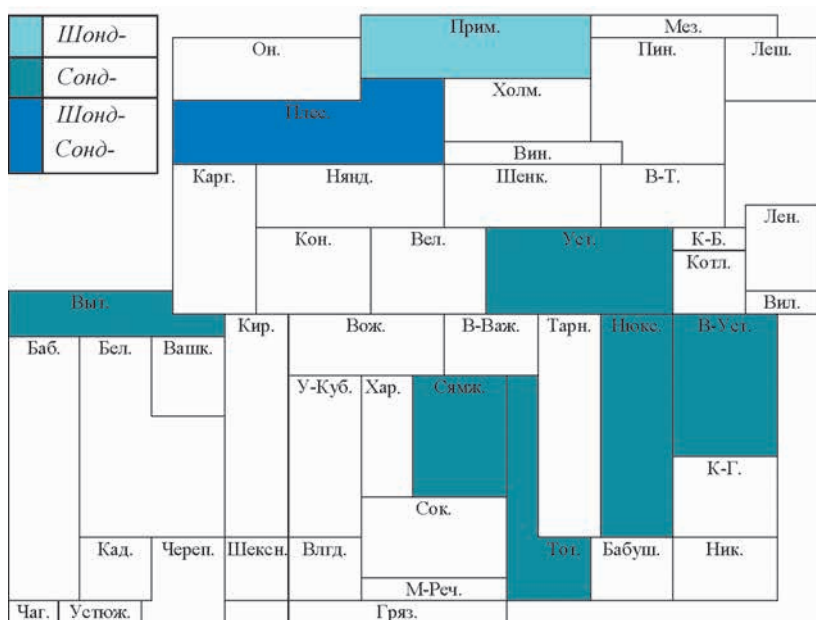 Шонд-
Сонд-
Шонд-
Сонд-
Прим.
Мез.
Он.
Пин.
Леш.
Холм.
Плес.
Вин.
Карг.
Нянд.
Шенк.
В-Т.
Лен.
Кон.
Вел.
Уст.
К-Б.
Котл.
Выт.
Вил.
Кир.
Вож.
В-Важ.
Тарн.
Нюкс.
В-Уст.
Баб.
Бел.
Вашк.
У-Куб.
Хар.
Сямж.
К-Г.
Сок.
Кад.
Череп.
Шексн.
Влгд.
Тот.
Бабуш.
Ник.
М-Реч.
Чаг.
Устюж.
Гряз.